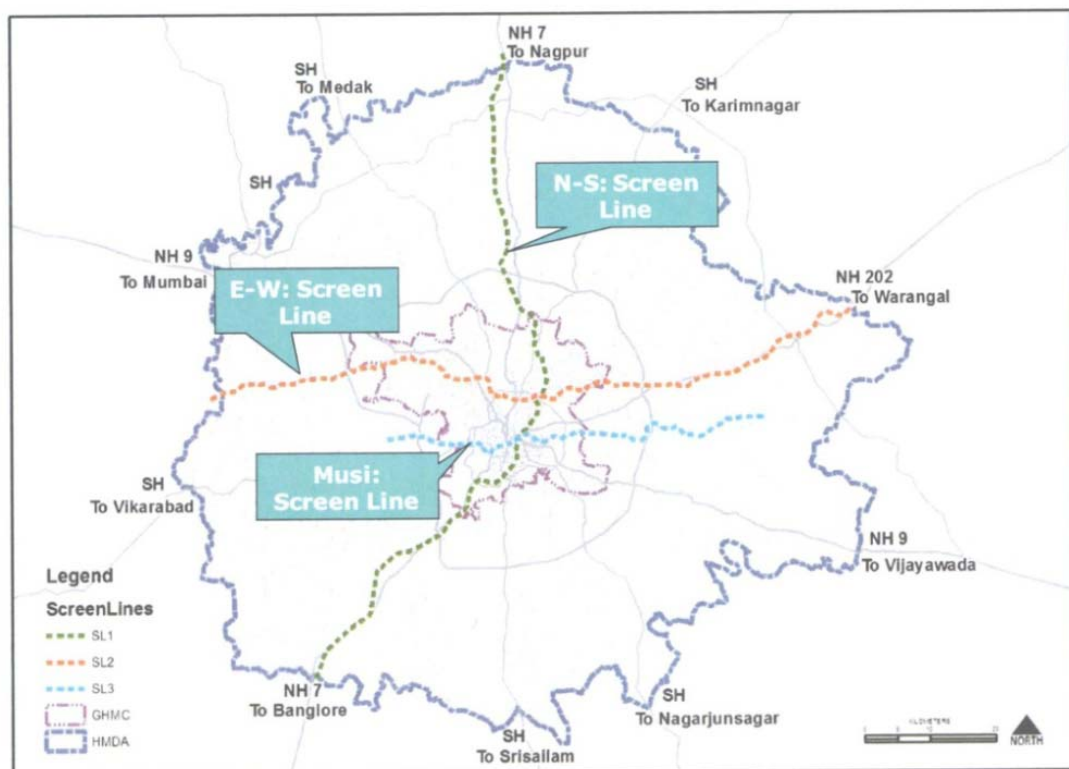 NH 7
To Nagpur
SH
To Medak
SH
To Karimnagar
N-S: Screen
Line
SH
NH 9
To Mumbai
NH 202
To Warangal
E-W: Screen
Line
Musi:
Screen Line
SH
To Vikarabad
NH 9
To Vijayawada
Legend
ScreenLines
SL1
SL2
SL3
GHMC
HMDA
NH 7
To Banglore
SH
To Nagarjunsagar
SH
To Srisailam
KILOMETERS
NORTH